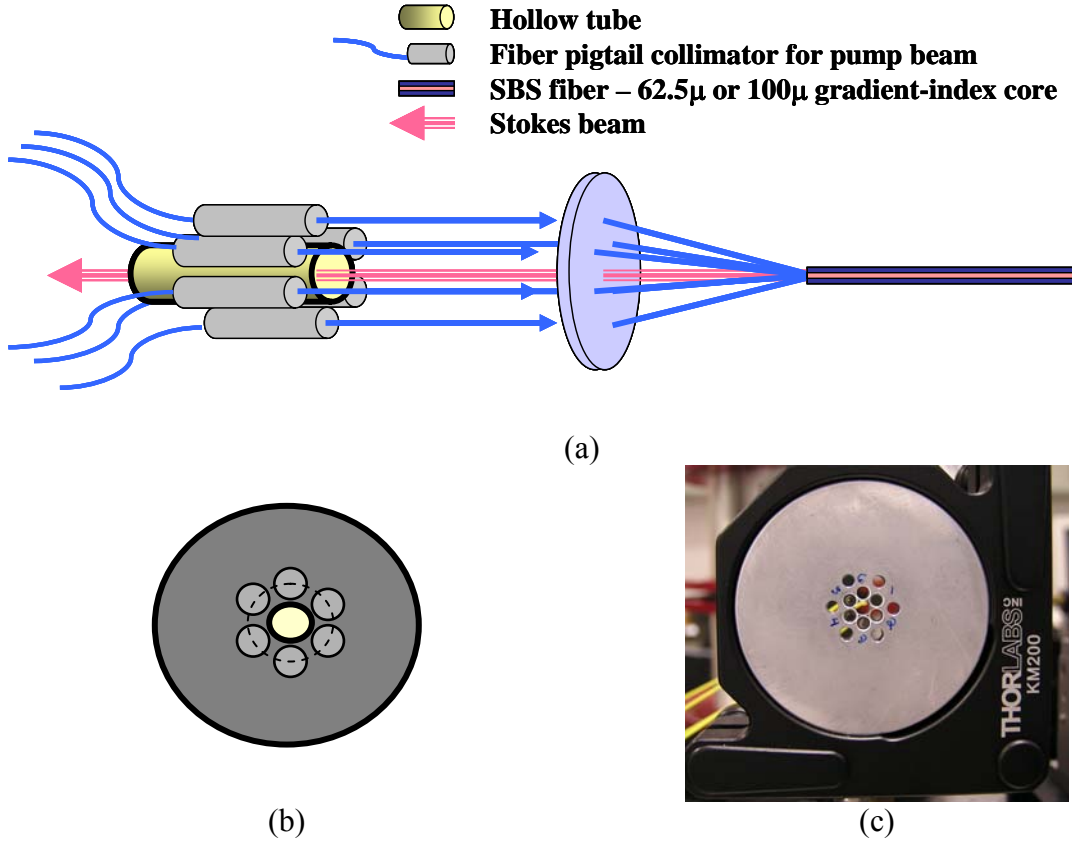 Hollow tube
Fiber pigtail collimator for pump beam
SBS fiber – 62.5μ or 100μ gradient-index core
Stokes beam
(a)
THORLABS INC
KM200
(b)
(c)